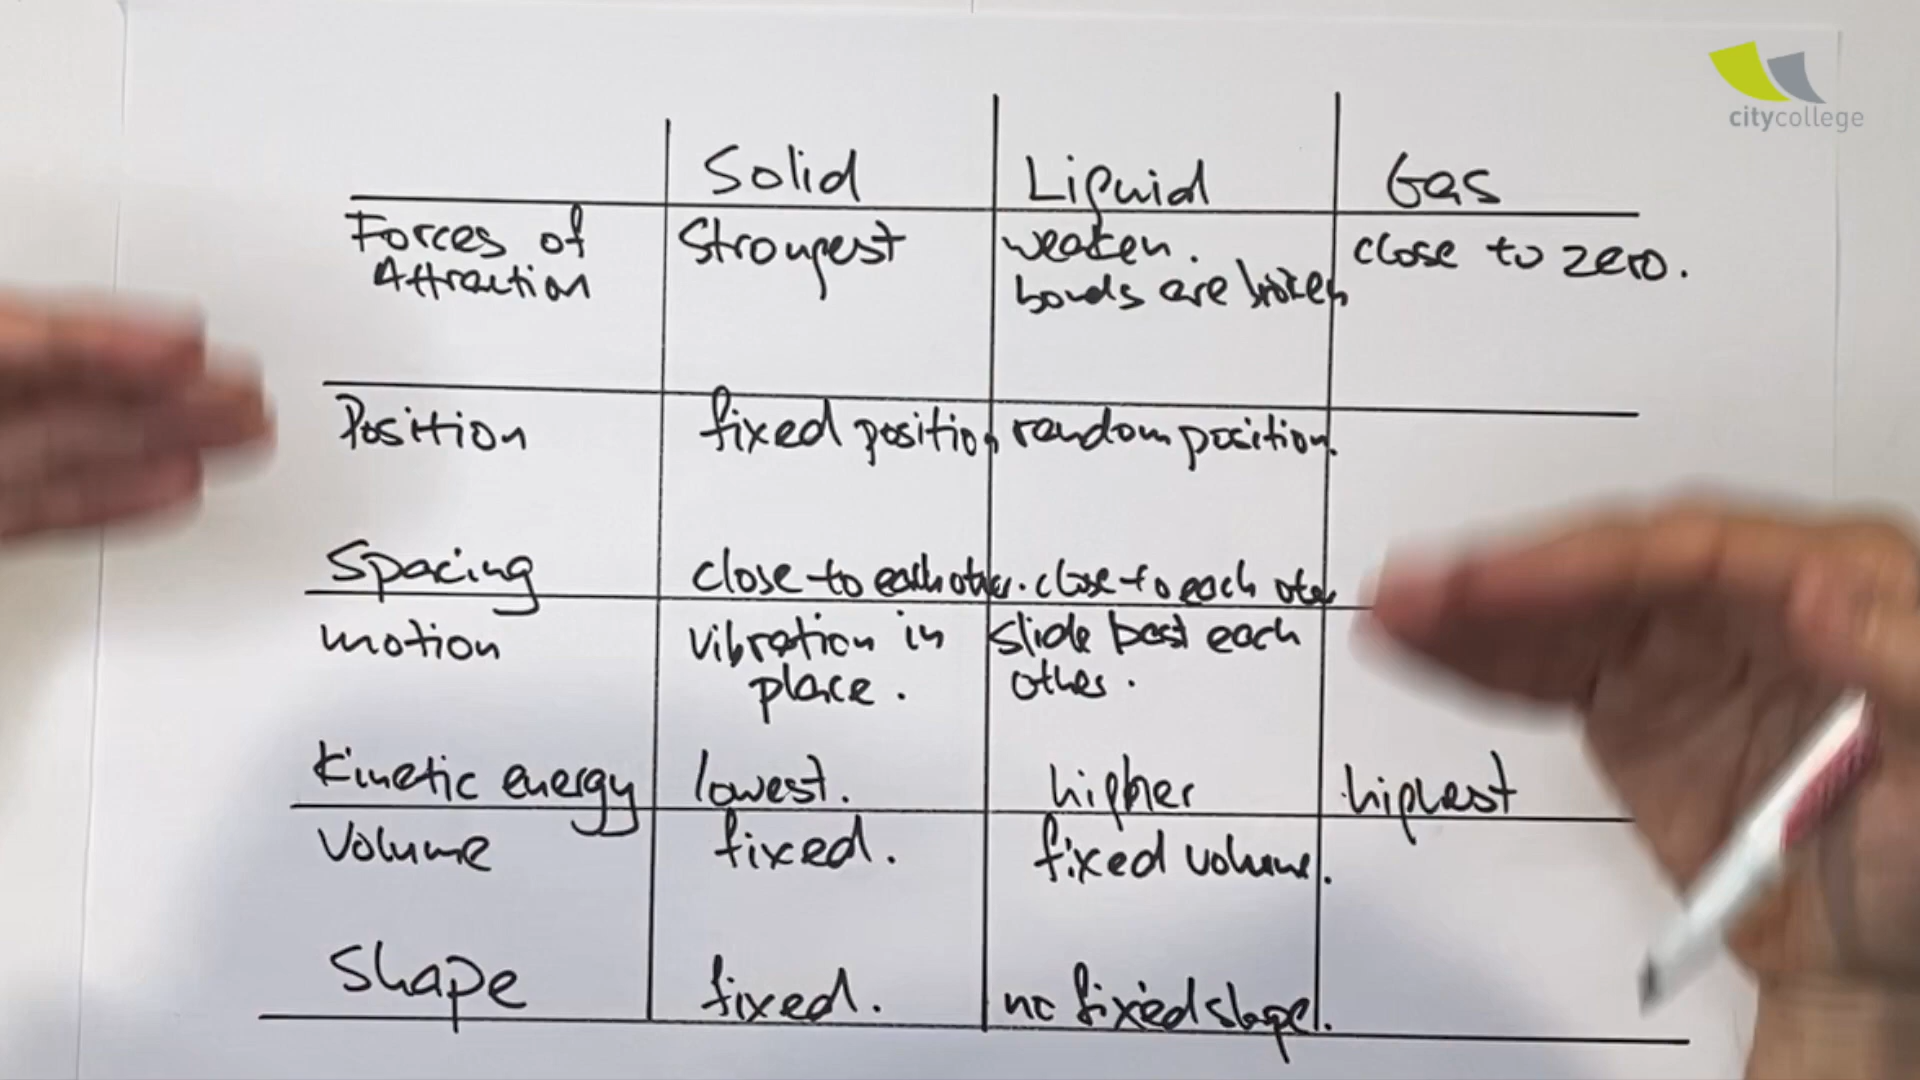 citycollege
Solid Liquid Gas
Forces of Attraction Strongest weaken. bonds are broken close to zero.
Position fixed position random position.
Spacing close to each other. close to each other
motion vibration in place. slide past each other.
Kinetic energy lowest. higher highest
Volume fixed. fixed volume.
Shape fixed. no fixed shape.